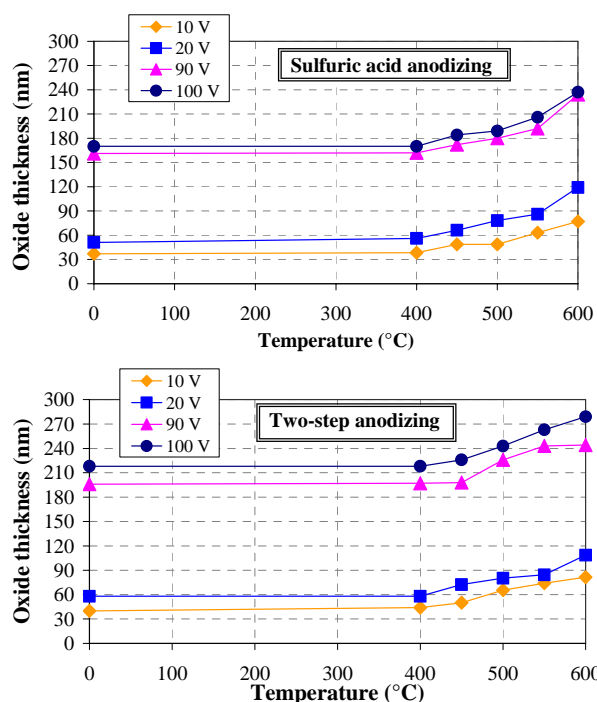 10 V
20 V
90 V
100 V
Sulfuric acid anodizing
Oxide thickness (nm)
300
270
240
210
180
150
120
90
60
30
0
0 100 200 300 400 500 600
Temperature (°C)
10 V
20 V
90 V
100 V
Two-step anodizing
Oxide thickness (nm)
300
270
240
210
180
150
120
90
60
30
0
0 100 200 300 400 500 600
Temperature (°C)